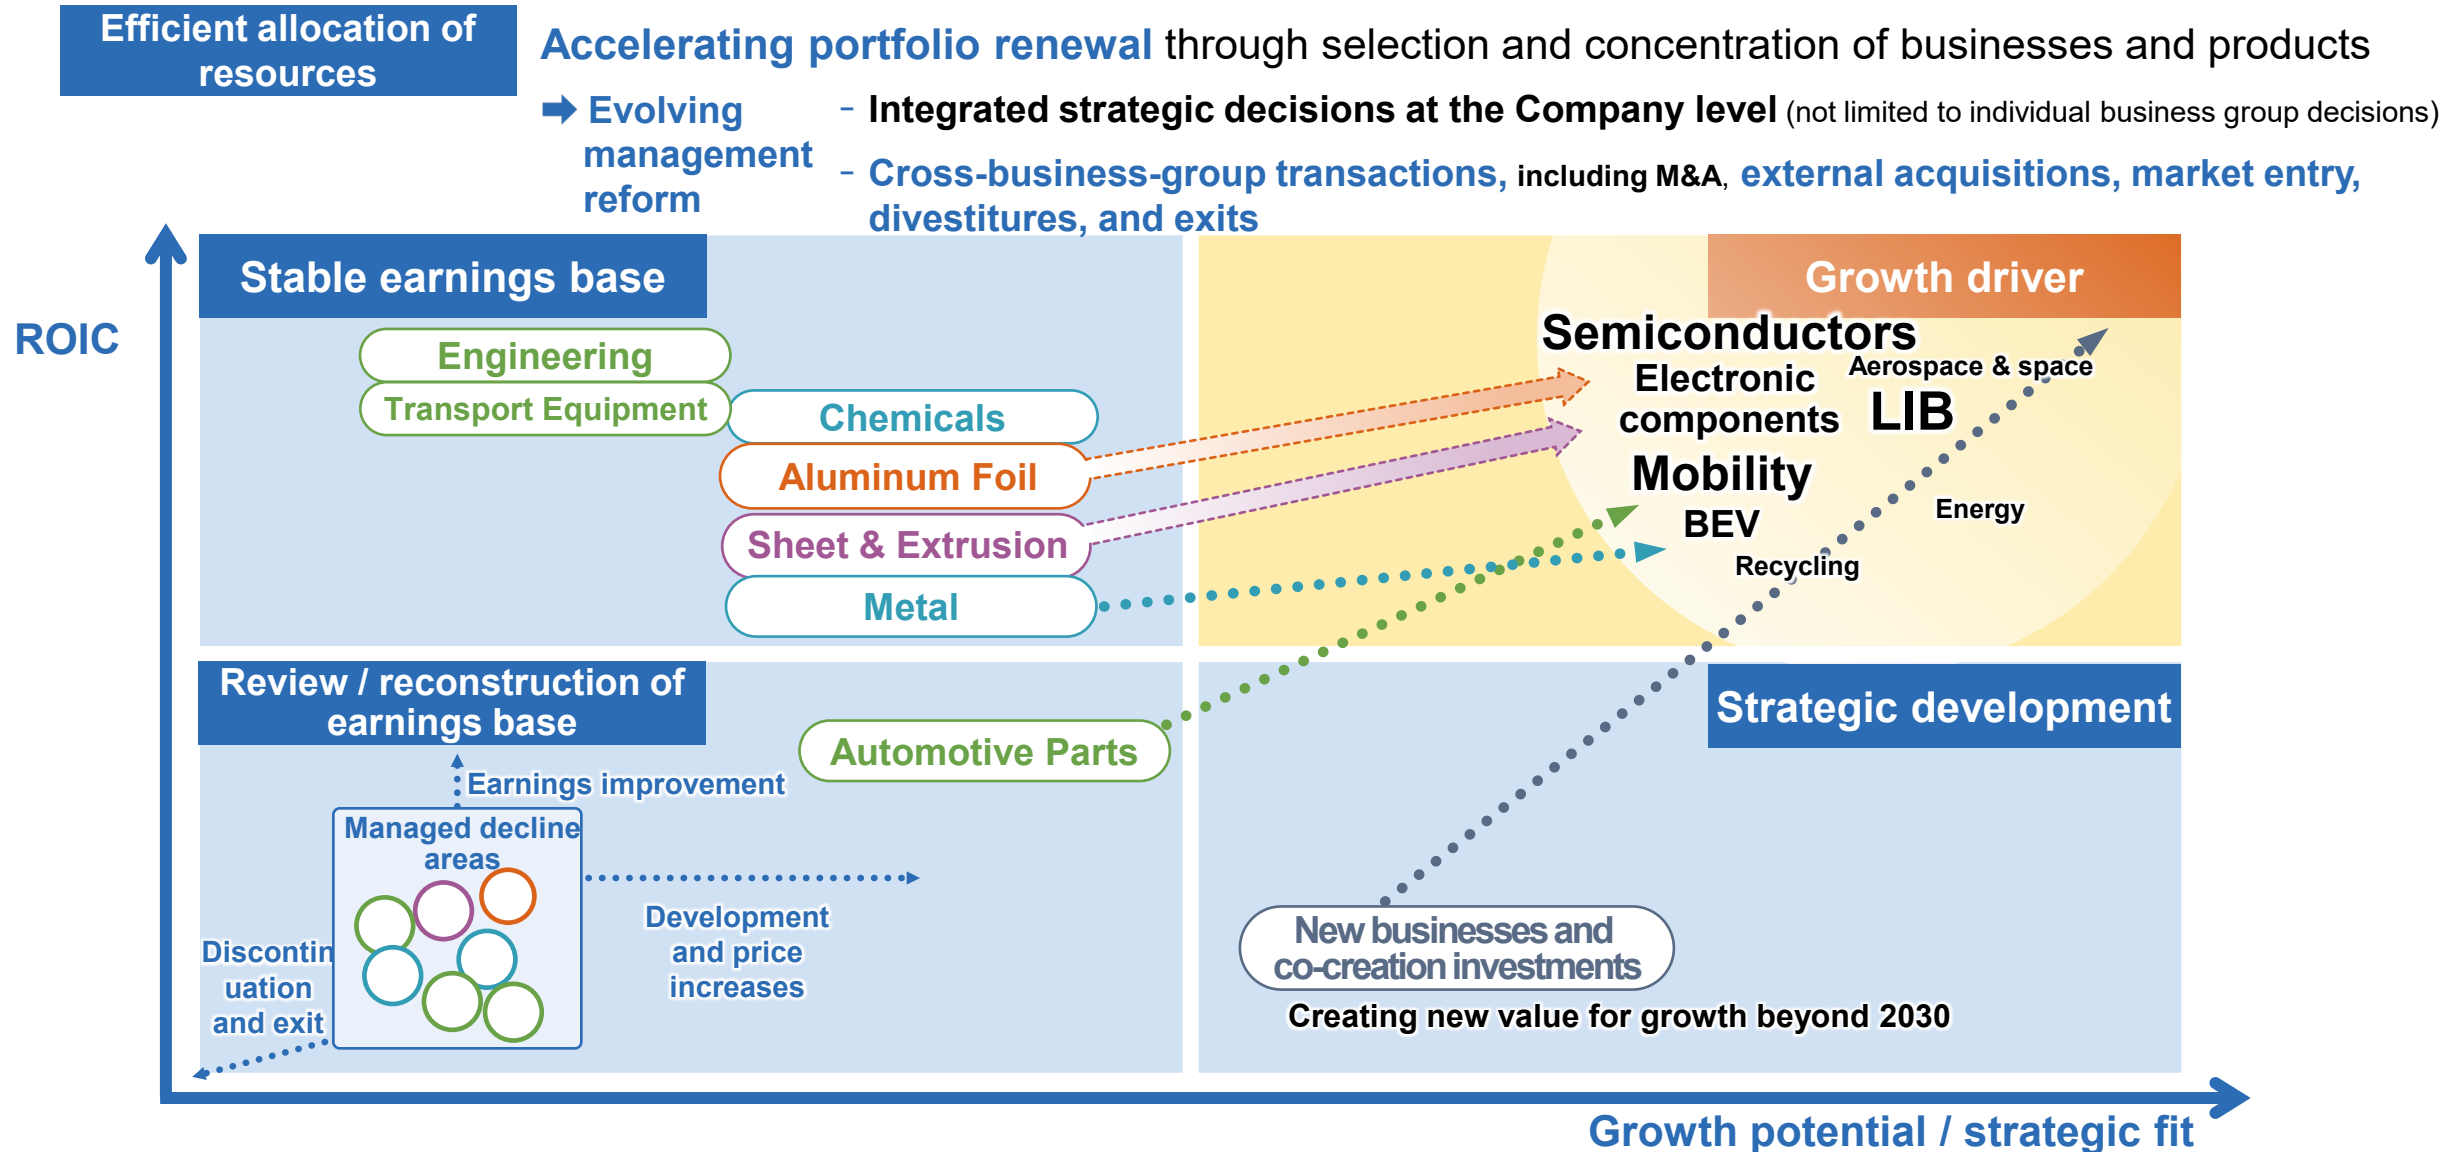 Efficient allocation of
resources
Accelerating portfolio renewal through selection and concentration of businesses and products
Evolving
management
reform
- Integrated strategic decisions at the Company level (not limited to individual business group decisions)
- Cross-business-group transactions, including M&A, external acquisitions, market entry,
divestitures, and exits
ROIC
Stable earnings base
Engineering
Transport Equipment
Chemicals
Aluminum Foil
Sheet & Extrusion
Metal
Growth driver
Semiconductors
Electronic
components
Aerospace & space
LIB
Mobility
BEV
Energy
Recycling
Review / reconstruction of
earnings base
Automotive Parts
Earnings improvement
Managed decline
areas
Development
and price
increases
Discontin
uation
and exit
Strategic development
New businesses and
co-creation investments
Creating new value for growth beyond 2030
Growth potential / strategic fit